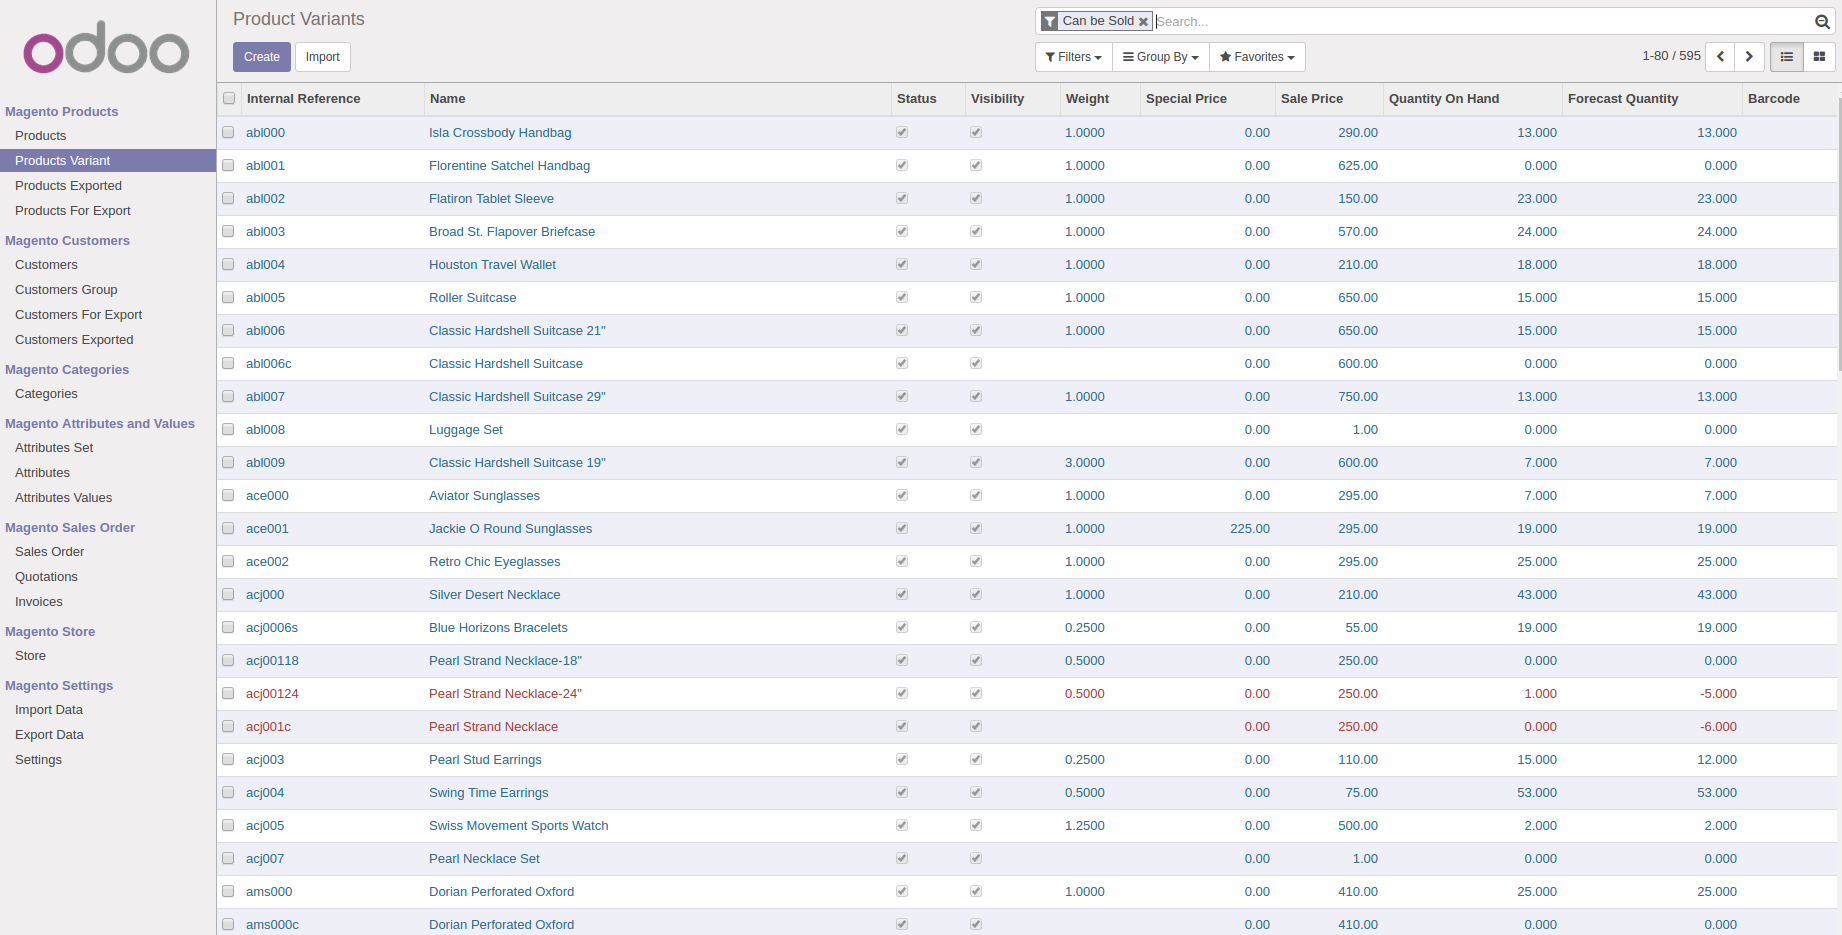 odoo
Magento Products
Products
Products Variant
Products Exported
Products For Export
Magento Customers
Customers
Customers Group
Customers For Export
Customers Exported
Magento Categories
Categories
Magento Attributes and Values
Attributes Set
Attributes
Attributes Values
Magento Sales Order
Sales Order
Quotations
Invoices
Magento Store
Store
Magento Settings
Import Data
Export Data
Settings
Product Variants
Can be Sold Search...
Create Import
Filters Group By Favorites 1-80 / 595
Internal Reference Name Status Visibility Weight Special Price Sale Price Quantity On Hand Forecast Quantity Barcode
abl000 Isla Crossbody Handbag 1.0000 0.00 290.00 13.000 13.000
abl001 Florentine Satchel Handbag 1.0000 0.00 625.00 0.000 0.000
abl002 Flatiron Tablet Sleeve 1.0000 0.00 150.00 23.000 23.000
abl003 Broad St. Flapover Briefcase 1.0000 0.00 570.00 24.000 24.000
abl004 Houston Travel Wallet 1.0000 0.00 210.00 18.000 18.000
abl005 Roller Suitcase 1.0000 0.00 650.00 15.000 15.000
abl006 Classic Hardshell Suitcase 21" 1.0000 0.00 650.00 15.000 15.000
abl006c Classic Hardshell Suitcase 0.00 600.00 0.000 0.000
abl007 Classic Hardshell Suitcase 29" 1.0000 0.00 750.00 13.000 13.000
abl008 Luggage Set 0.00 1.00 0.000 0.000
abl009 Classic Hardshell Suitcase 19" 3.0000 0.00 600.00 7.000 7.000
ace000 Aviator Sunglasses 1.0000 0.00 295.00 7.000 7.000
ace001 Jackie O Round Sunglasses 1.0000 225.00 295.00 19.000 19.000
ace002 Retro Chic Eyeglasses 1.0000 0.00 295.00 25.000 25.000
acj000 Silver Desert Necklace 1.0000 0.00 210.00 43.000 43.000
acj0006s Blue Horizons Bracelets 0.2500 0.00 55.00 19.000 19.000
acj00118 Pearl Strand Necklace-18" 0.5000 0.00 250.00 0.000 0.000
acj00124 Pearl Strand Necklace-24" 0.5000 0.00 250.00 1.000 -5.000
acj001c Pearl Strand Necklace 0.00 250.00 0.000 -6.000
acj003 Pearl Stud Earrings 0.2500 0.00 110.00 15.000 12.000
acj004 Swing Time Earrings 0.5000 0.00 75.00 53.000 53.000
acj005 Swiss Movement Sports Watch 1.2500 0.00 500.00 2.000 2.000
acj007 Pearl Necklace Set 0.00 1.00 0.000 0.000
ams000 Dorian Perforated Oxford 1.0000 0.00 410.00 25.000 25.000
ams000c Dorian Perforated Oxford 0.00 410.00 0.000 0.000